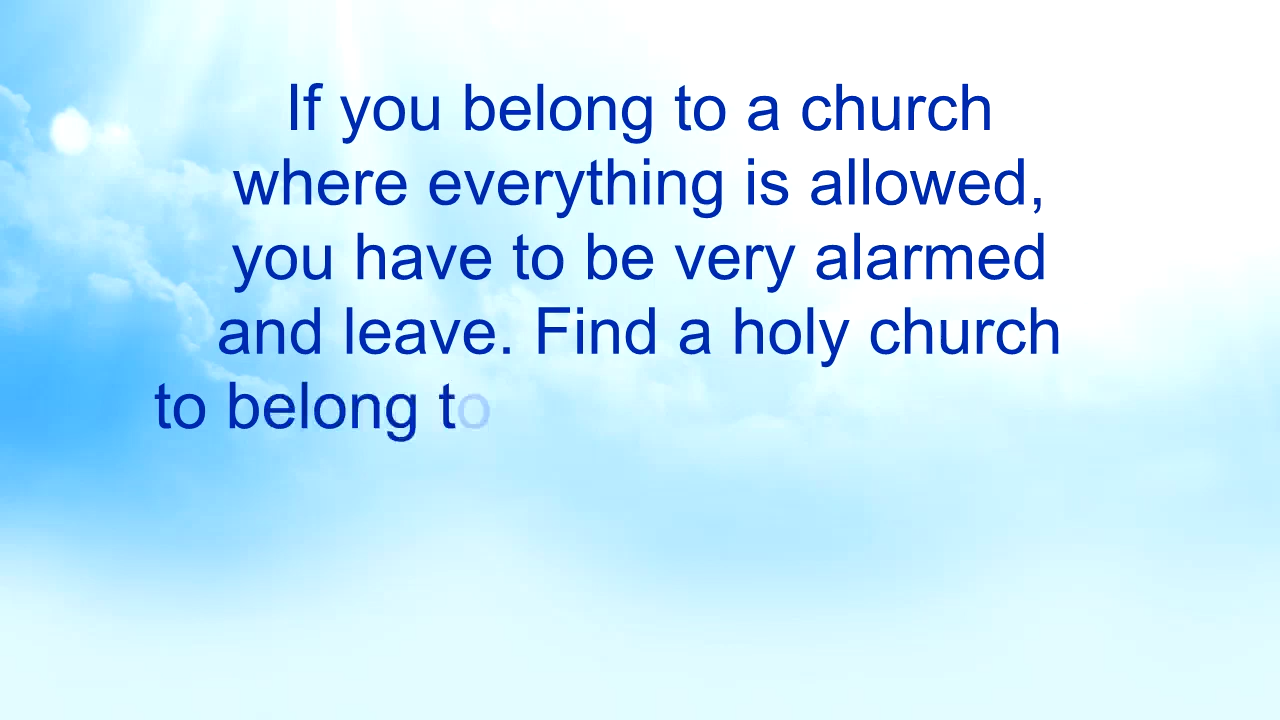 If you belong to a church
where everything is allowed,
you have to be very alarmed
and leave. Find a holy church
to belong to